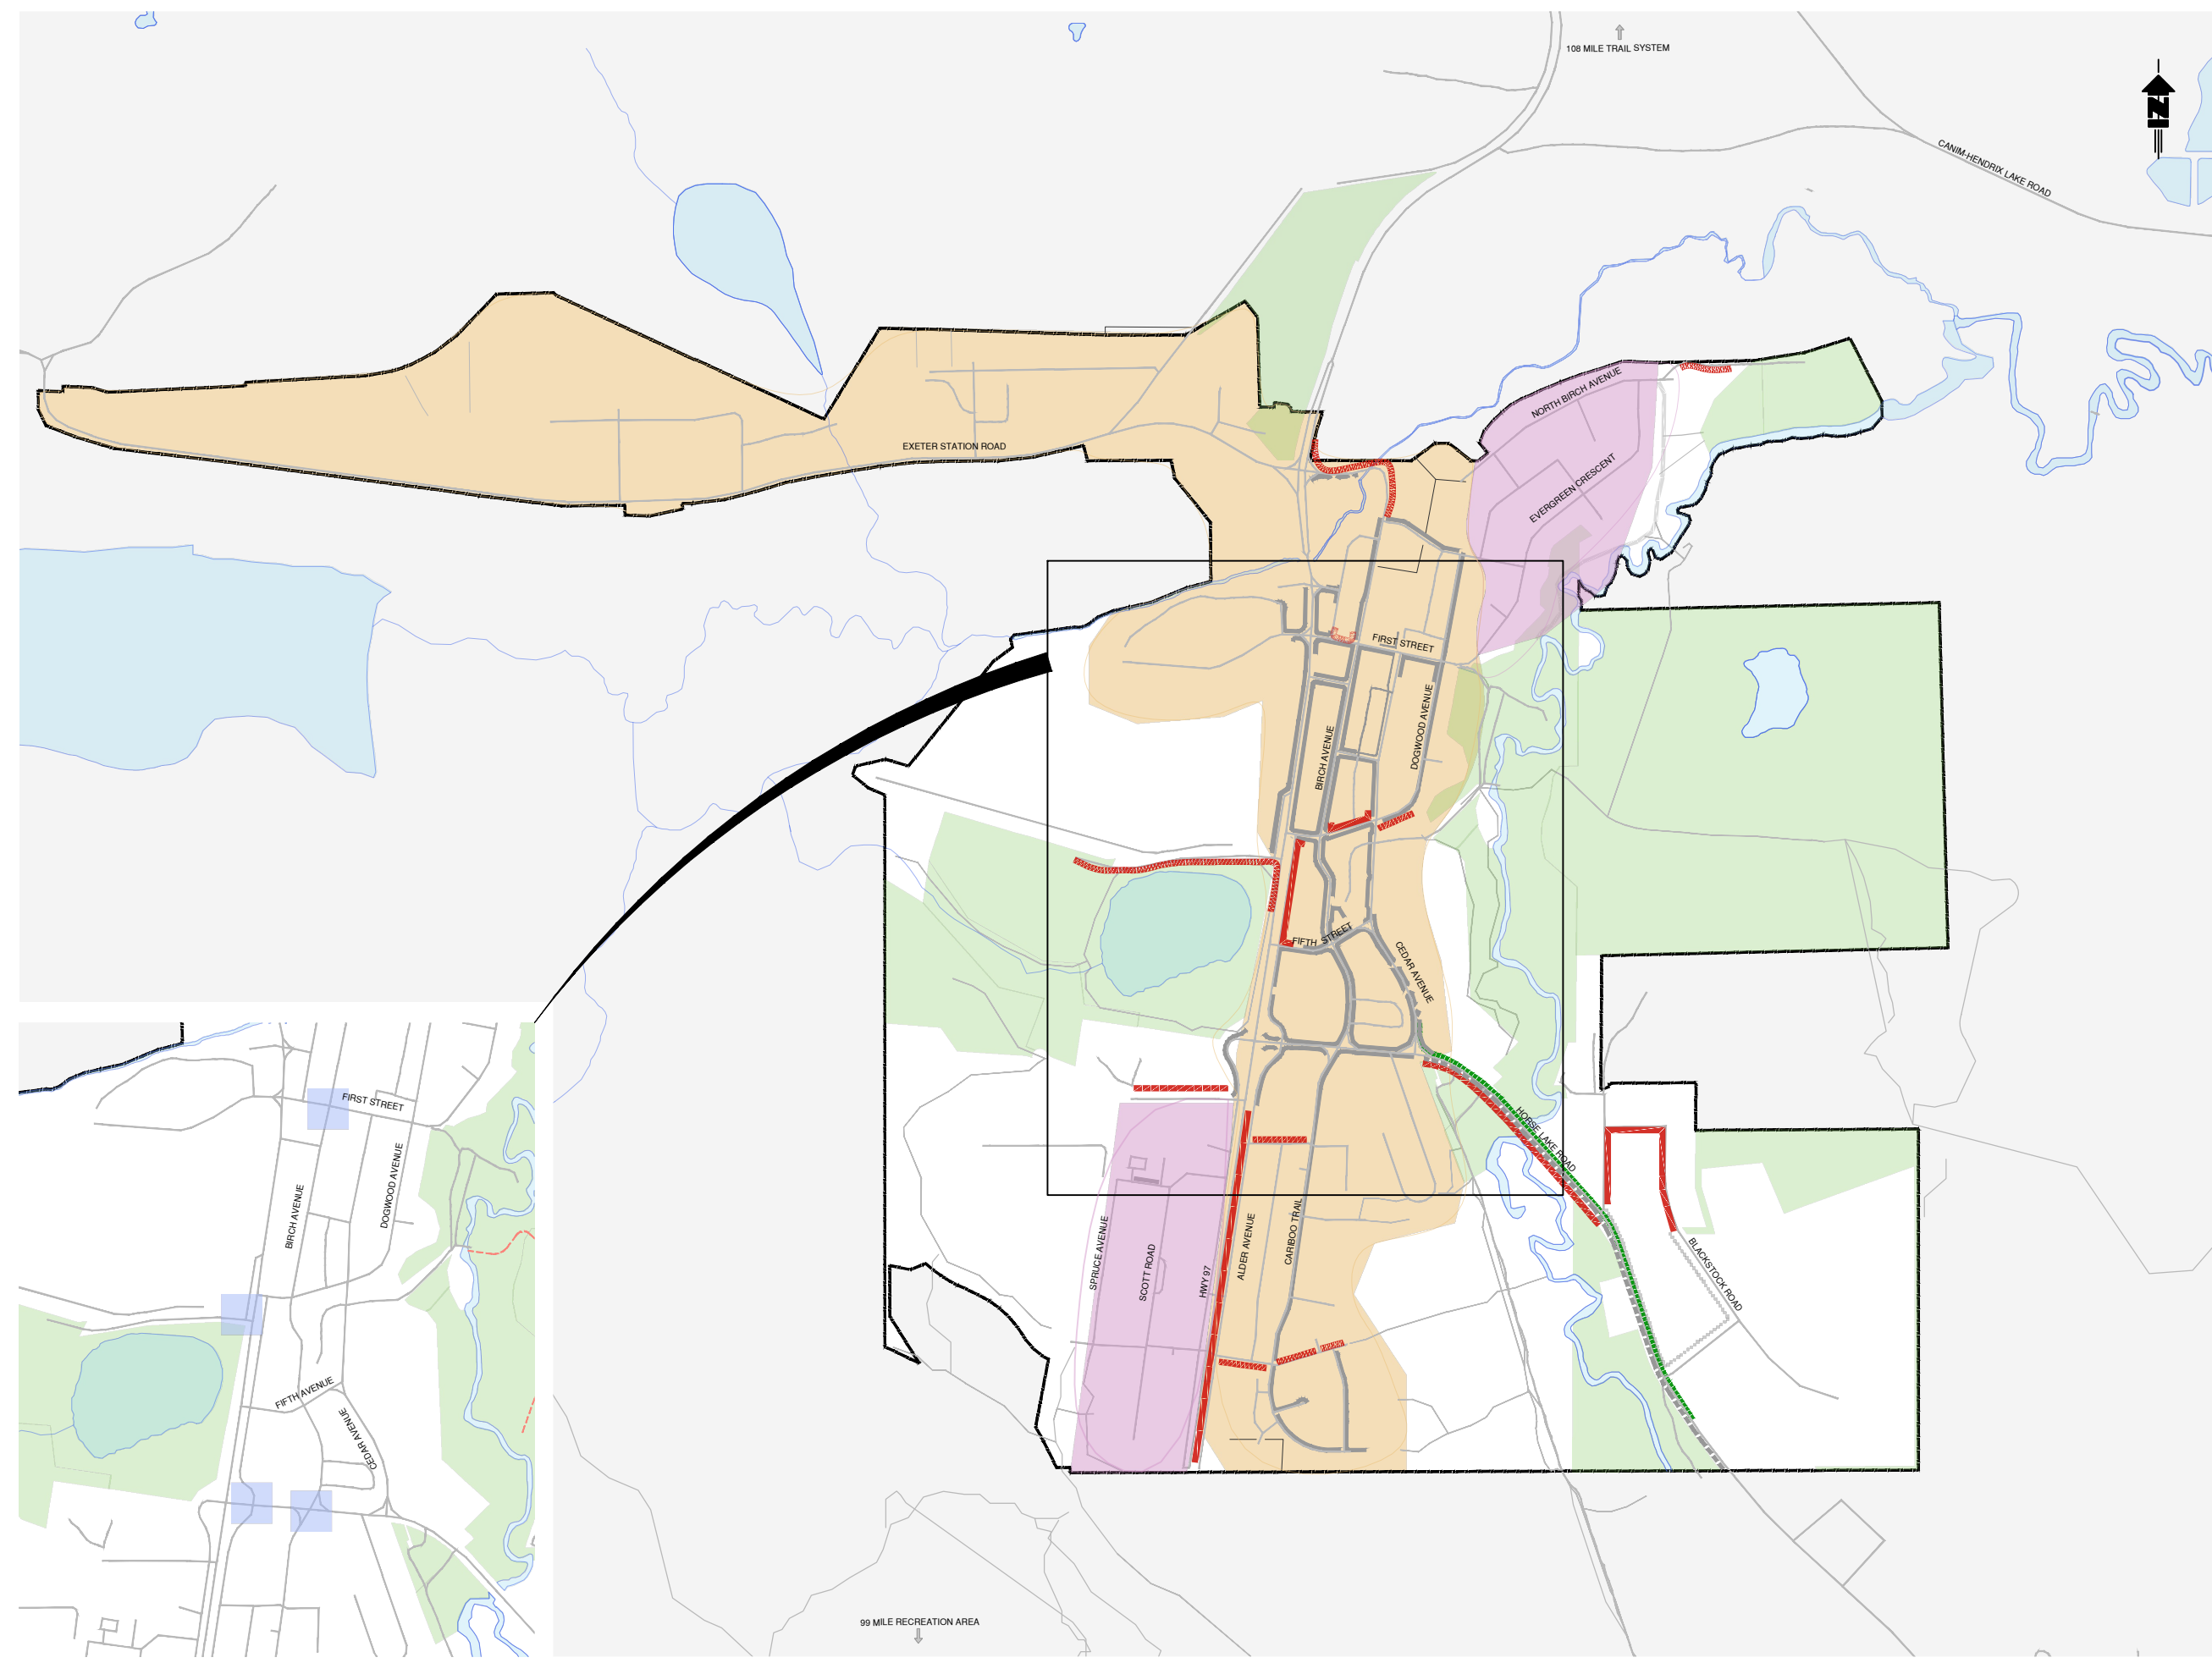 108 MILE TRAIL SYSTEM
N
CANIM-HENDRIX LAKE ROAD
NORTH BIRCH AVENUE
EXETER STATION ROAD
EVERGREEN CRESCENT
FIRST STREET
DOGWOOD AVENUE
BIRCH AVENUE
FIFTH STREET
CEDAR AVENUE
HORSE LAKE ROAD
BLACKSTOCK ROAD
SPRUCE AVENUE
SCOTT ROAD
HWY 97
ALDER AVENUE
CARIBOO TRAIL
FIRST STREET
DOGWOOD AVENUE
BIRCH AVENUE
FIFTH AVENUE
CEDAR AVENUE
99 MILE RECREATION AREA